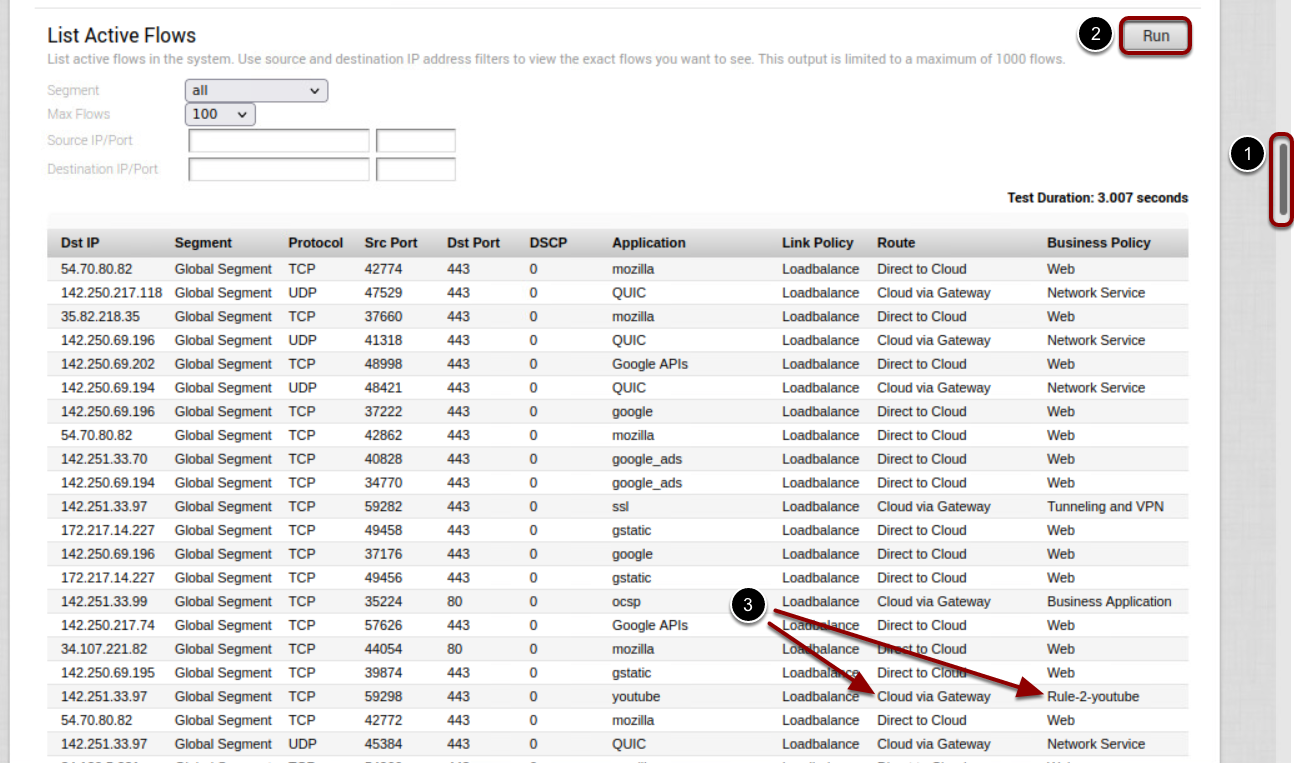 List Active Flows
2
Run
List active flows in the system. Use source and destination IP address filters to view the exact flows you want to see. This output is limited to a maximum of 1000 flows.
Segment all
Max Flows 100
Source IP/Port
1
Destination IP/Port
Test Duration: 3.007 seconds
Dst IP Segment Protocol Src Port Dst Port DSCP Application Link Policy Route Business Policy
54.70.80.82 Global Segment TCP 42774 443 0 mozilla Loadbalance Direct to Cloud Web
142.250.217.118 Global Segment UDP 47529 443 0 QUIC Loadbalance Cloud via Gateway Network Service
35.82.218.35 Global Segment TCP 37660 443 0 mozilla Loadbalance Direct to Cloud Web
142.250.69.196 Global Segment UDP 41318 443 0 QUIC Loadbalance Cloud via Gateway Network Service
142.250.69.202 Global Segment TCP 48998 443 0 Google APIs Loadbalance Direct to Cloud Web
142.250.69.194 Global Segment UDP 48421 443 0 QUIC Loadbalance Cloud via Gateway Network Service
142.250.69.196 Global Segment TCP 37222 443 0 google Loadbalance Direct to Cloud Web
54.70.80.82 Global Segment TCP 42862 443 0 mozilla Loadbalance Direct to Cloud Web
142.251.33.70 Global Segment TCP 40828 443 0 google_ads Loadbalance Direct to Cloud Web
142.250.69.194 Global Segment TCP 34770 443 0 google_ads Loadbalance Direct to Cloud Web
142.251.33.97 Global Segment TCP 59282 443 0 ssl Loadbalance Cloud via Gateway Tunneling and VPN
172.217.14.227 Global Segment TCP 49458 443 0 gstatic Loadbalance Direct to Cloud Web
142.250.69.196 Global Segment TCP 37176 443 0 google Loadbalance Direct to Cloud Web
172.217.14.227 Global Segment TCP 49456 443 0 gstatic Loadbalance Direct to Cloud Web
142.251.33.99 Global Segment TCP 35224 80 0 ocsp 3 Loadbalance Cloud via Gateway Business Application
142.250.217.74 Global Segment TCP 57626 443 0 Google APIs Loadbalance Direct to Cloud Web
34.107.221.82 Global Segment TCP 44054 80 0 mozilla Loadbalance Direct to Cloud Web
142.250.69.195 Global Segment TCP 39874 443 0 gstatic Loadbalance Direct to Cloud Web
142.251.33.97 Global Segment TCP 59298 443 0 youtube Loadbalance Cloud via Gateway Rule-2-youtube
54.70.80.82 Global Segment TCP 42772 443 0 mozilla Loadbalance Direct to Cloud Web
142.251.33.97 Global Segment UDP 45384 443 0 QUIC Loadbalance Cloud via Gateway Network Service